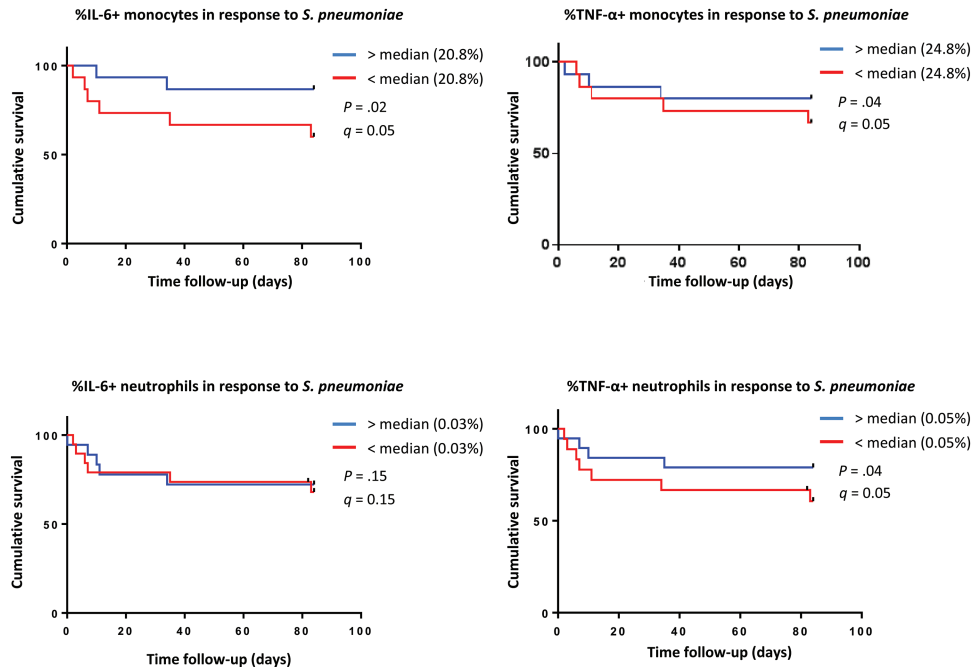 %IL-6+ monocytes in response to S. pneumoniae
> median (20.8%)
< median (20.8%)
P = .02
q = 0.05
Cumulative survival
100
50
0
0 20 40 60 80 100
Time follow-up (days)
%TNF-α+ monocytes in response to S. pneumoniae
> median (24.8%)
< median (24.8%)
P = .04
q = 0.05
Cumulative survival
100
50
0
0 20 40 60 80 100
Time follow-up (days)
%IL-6+ neutrophils in response to S. pneumoniae
> median (0.03%)
< median (0.03%)
P = .15
q = 0.15
Cumulative survival
100
50
0
0 20 40 60 80 100
Time follow-up (days)
%TNF-α+ neutrophils in response to S. pneumoniae
> median (0.05%)
< median (0.05%)
P = .04
q = 0.05
Cumulative survival
100
50
0
0 20 40 60 80 100
Time follow-up (days)